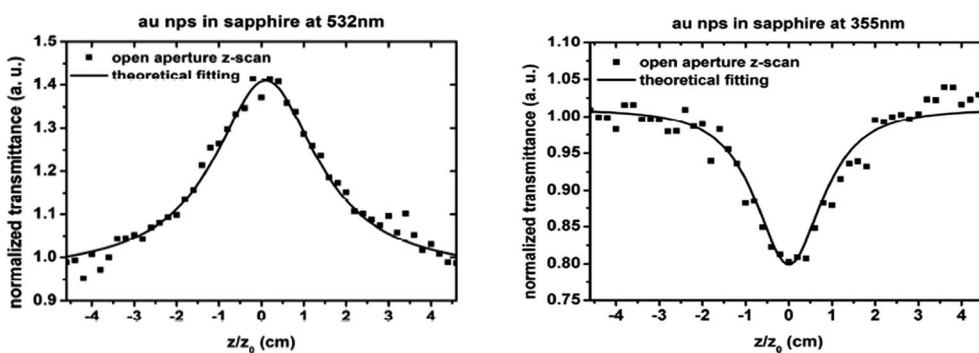 au nps in sapphire at 532nm
1.5
1.4
1.3
1.2
1.1
1.0
0.9
normalized transmittance (a. u.)
open aperture z-scan
theoretical fitting
-4 -3 -2 -1 0 1 2 3 4
z/z0 (cm)
au nps in sapphire at 355nm
1.10
1.05
1.00
0.95
0.90
0.85
0.80
0.75
normalized transmittance (a. u.)
open aperture z-scan
theoretical fitting
-4 -3 -2 -1 0 1 2 3 4
z/z0 (cm)